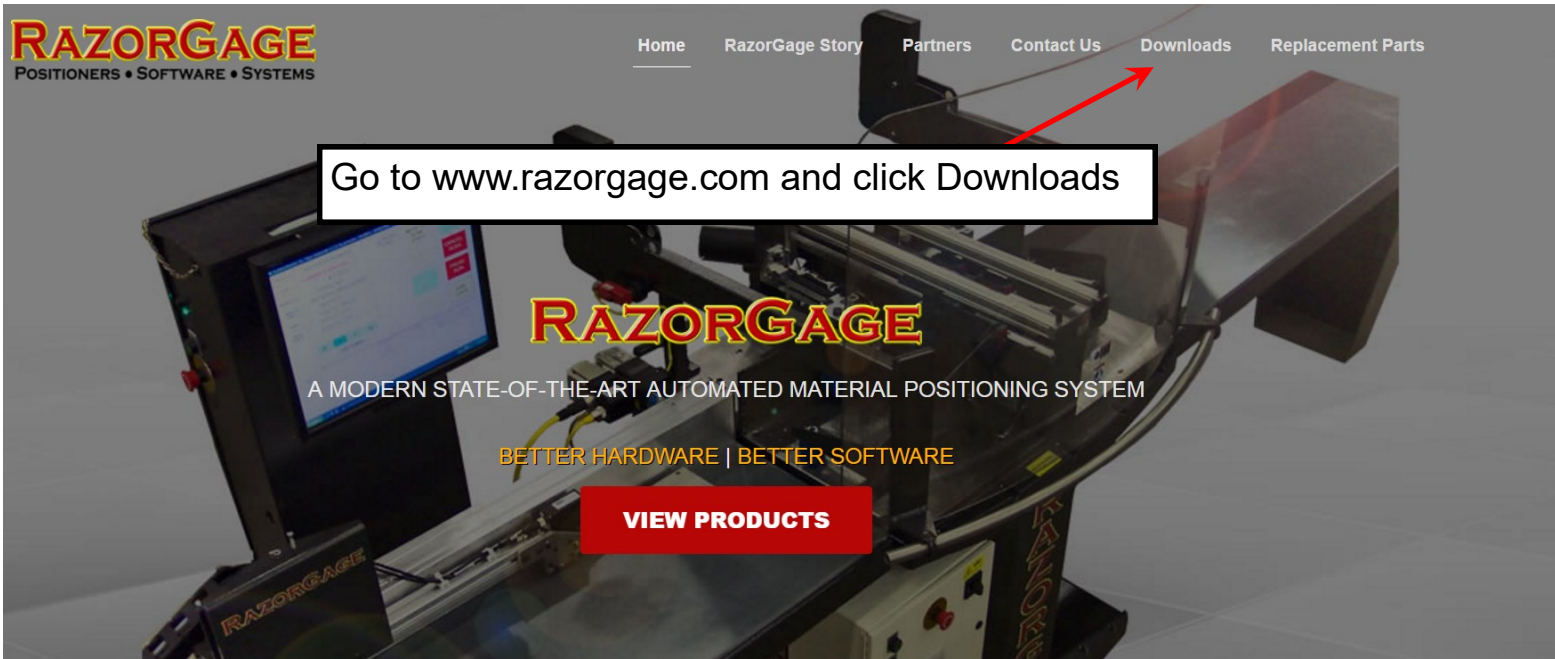 RAZORGAGE
POSITIONERS • SOFTWARE • SYSTEMS
Home RazorGage Story Partners Contact Us Downloads Replacement Parts
Go to www.razorgage.com and click Downloads
RAZORGAGE
A MODERN STATE-OF-THE-ART AUTOMATED MATERIAL POSITIONING SYSTEM
BETTER HARDWARE | BETTER SOFTWARE
VIEW PRODUCTS
RAZORGAGE